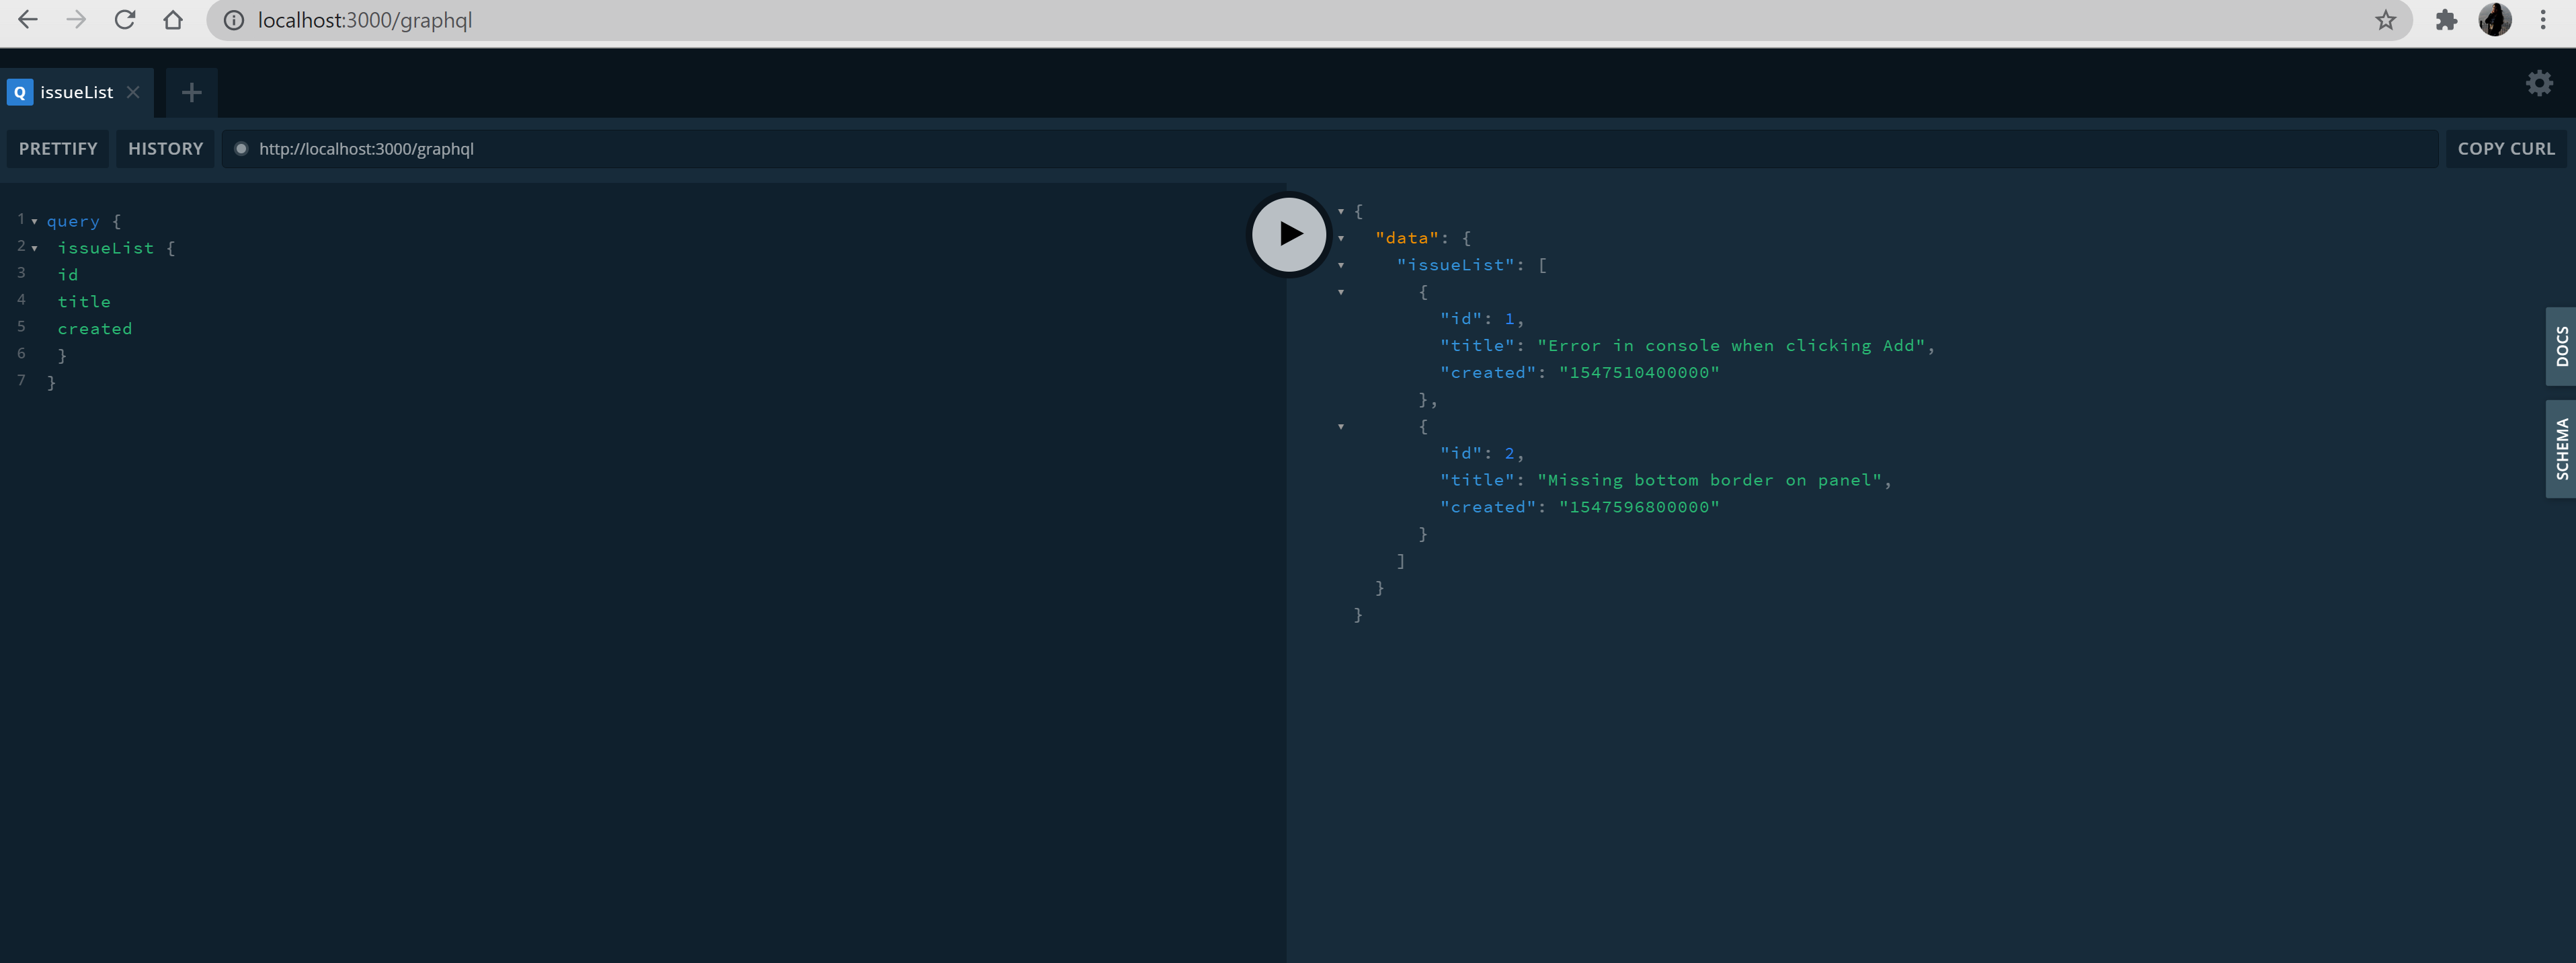 localhost:3000/graphql
Q issueList
PRETTIFY HISTORY http://localhost:3000/graphql COPY CURL
1 query {
2 issueList {
3 id
4 title
5 created
6 }
7 }
{
"data": {
"issueList": [
{
"id": 1,
"title": "Error in console when clicking Add",
"created": "1547510400000"
},
{
"id": 2,
"title": "Missing bottom border on panel",
"created": "1547596800000"
}
]
}
}
DOCS
SCHEMA